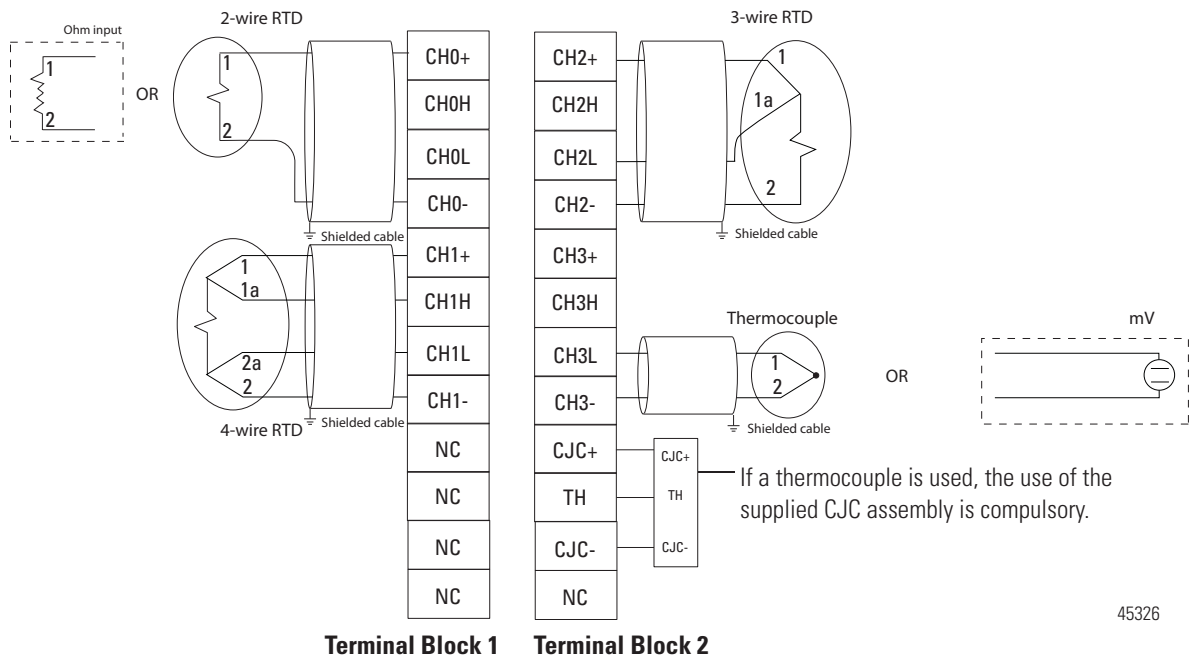 2-wire RTD
Ohm input
1
2
OR
1
2
Shielded cable
1
1a
2a
2
4-wire RTD
Shielded cable
CH0+
CH0H
CH0L
CH0-
CH1+
CH1H
CH1L
CH1-
NC
NC
NC
NC
Terminal Block 1
3-wire RTD
CH2+
CH2H
CH2L
CH2-
CH3+
CH3H
CH3L
CH3-
CJC+
TH
CJC-
NC
Terminal Block 2
1
1a
2
Shielded cable
Thermocouple
1
2
Shielded cable
OR
mV
CJC+
TH
CJC-
If a thermocouple is used, the use of the
supplied CJC assembly is compulsory.
45326